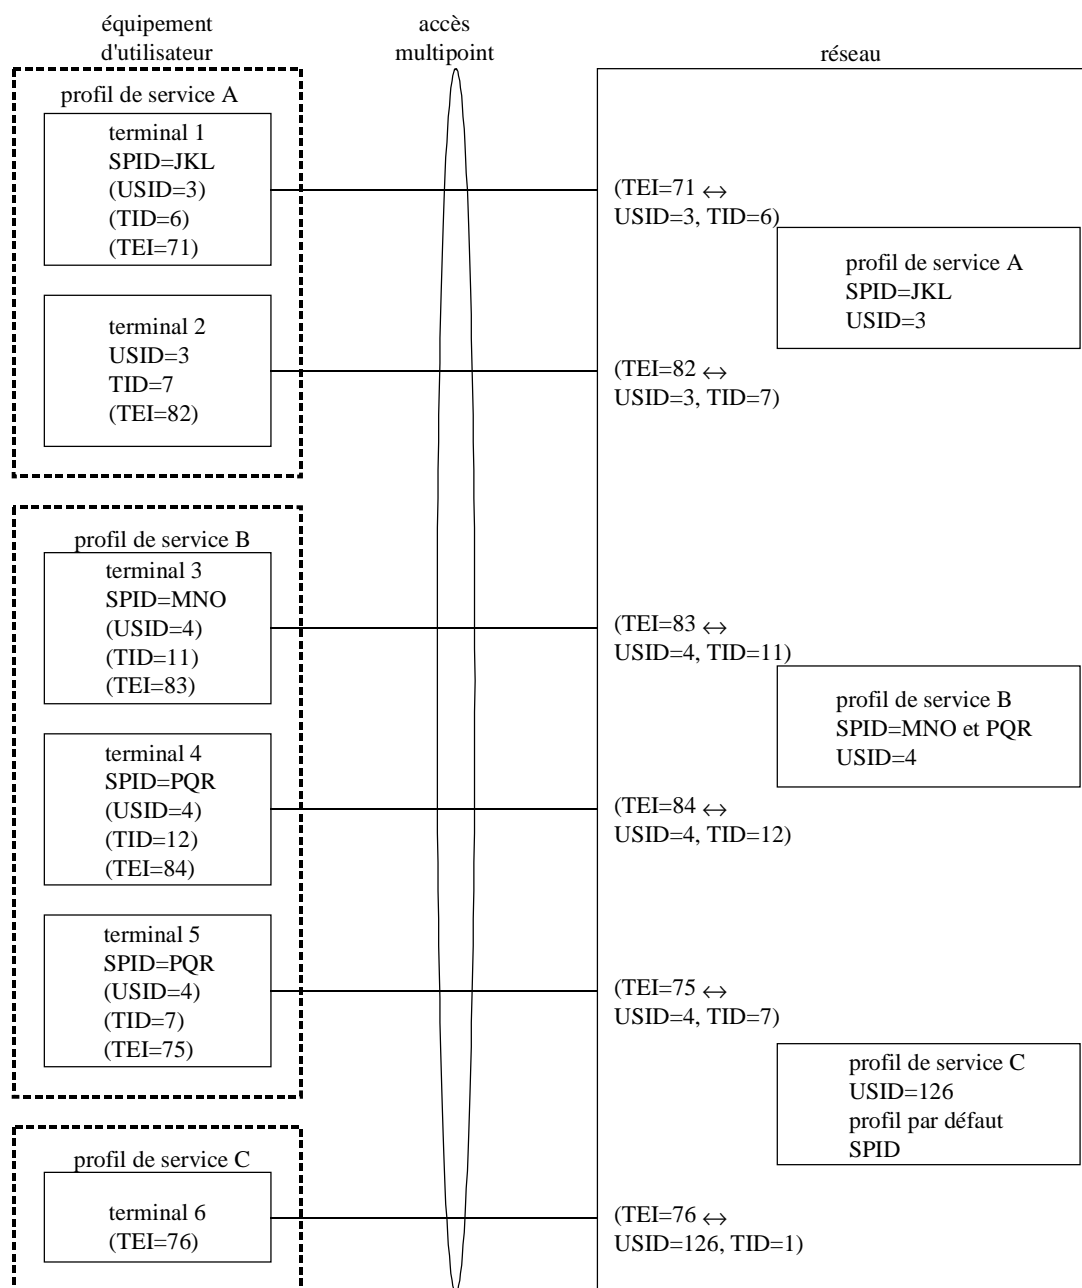 équipement
d'utilisateur
accès
multipoint
réseau
profil de service A
terminal 1
SPID=JKL
(USID=3)
(TID=6)
(TEI=71)
(TEI=71 ↔
USID=3, TID=6)
profil de service A
SPID=JKL
USID=3
terminal 2
USID=3
TID=7
(TEI=82)
(TEI=82 ↔
USID=3, TID=7)
profil de service B
terminal 3
SPID=MNO
(USID=4)
(TID=11)
(TEI=83)
(TEI=83 ↔
USID=4, TID=11)
profil de service B
SPID=MNO et PQR
USID=4
terminal 4
SPID=PQR
(USID=4)
(TID=12)
(TEI=84)
(TEI=84 ↔
USID=4, TID=12)
terminal 5
SPID=PQR
(USID=4)
(TID=7)
(TEI=75)
(TEI=75 ↔
USID=4, TID=7)
profil de service C
USID=126
profil par défaut
SPID
profil de service C
terminal 6
(TEI=76)
(TEI=76 ↔
USID=126, TID=1)